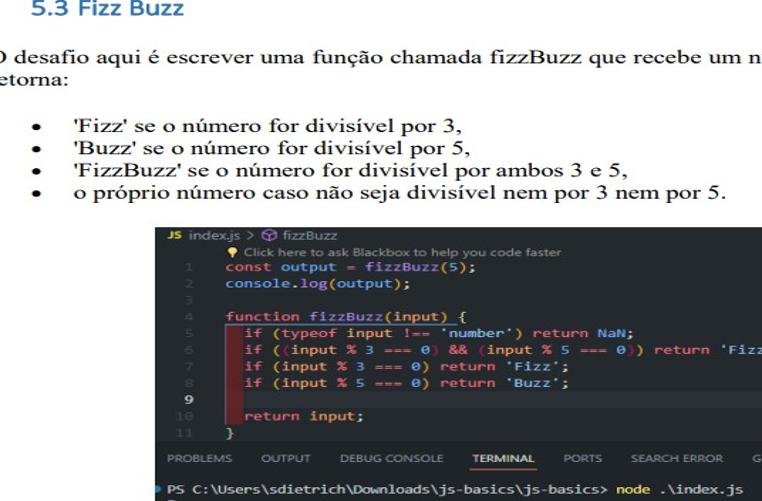 5.3 Fizz Buzz
O desafio aqui é escrever uma função chamada fizzBuzz que recebe um n
etorna:
• 'Fizz' se o número for divisível por 3,
• 'Buzz' se o número for divisível por 5,
• 'FizzBuzz' se o número for divisível por ambos 3 e 5,
• o próprio número caso não seja divisível nem por 3 nem por 5.
JS index.js > fizzBuzz
Click here to ask Blackbox to help you code faster
1 const output = fizzBuzz(5);
2 console.log(output);
3
4 function fizzBuzz(input) {
5 if (typeof input !== 'number') return NaN;
6 if ((input % 3 === 0) && (input % 5 === 0)) return 'Fizz
7 if (input % 3 === 0) return 'Fizz';
8 if (input % 5 === 0) return 'Buzz';
9
10 return input;
11 }
PROBLEMS OUTPUT DEBUG CONSOLE TERMINAL PORTS SEARCH ERROR G
PS C:\Users\sdietrich\Downloads\js-basics\js-basics> node .\index.js